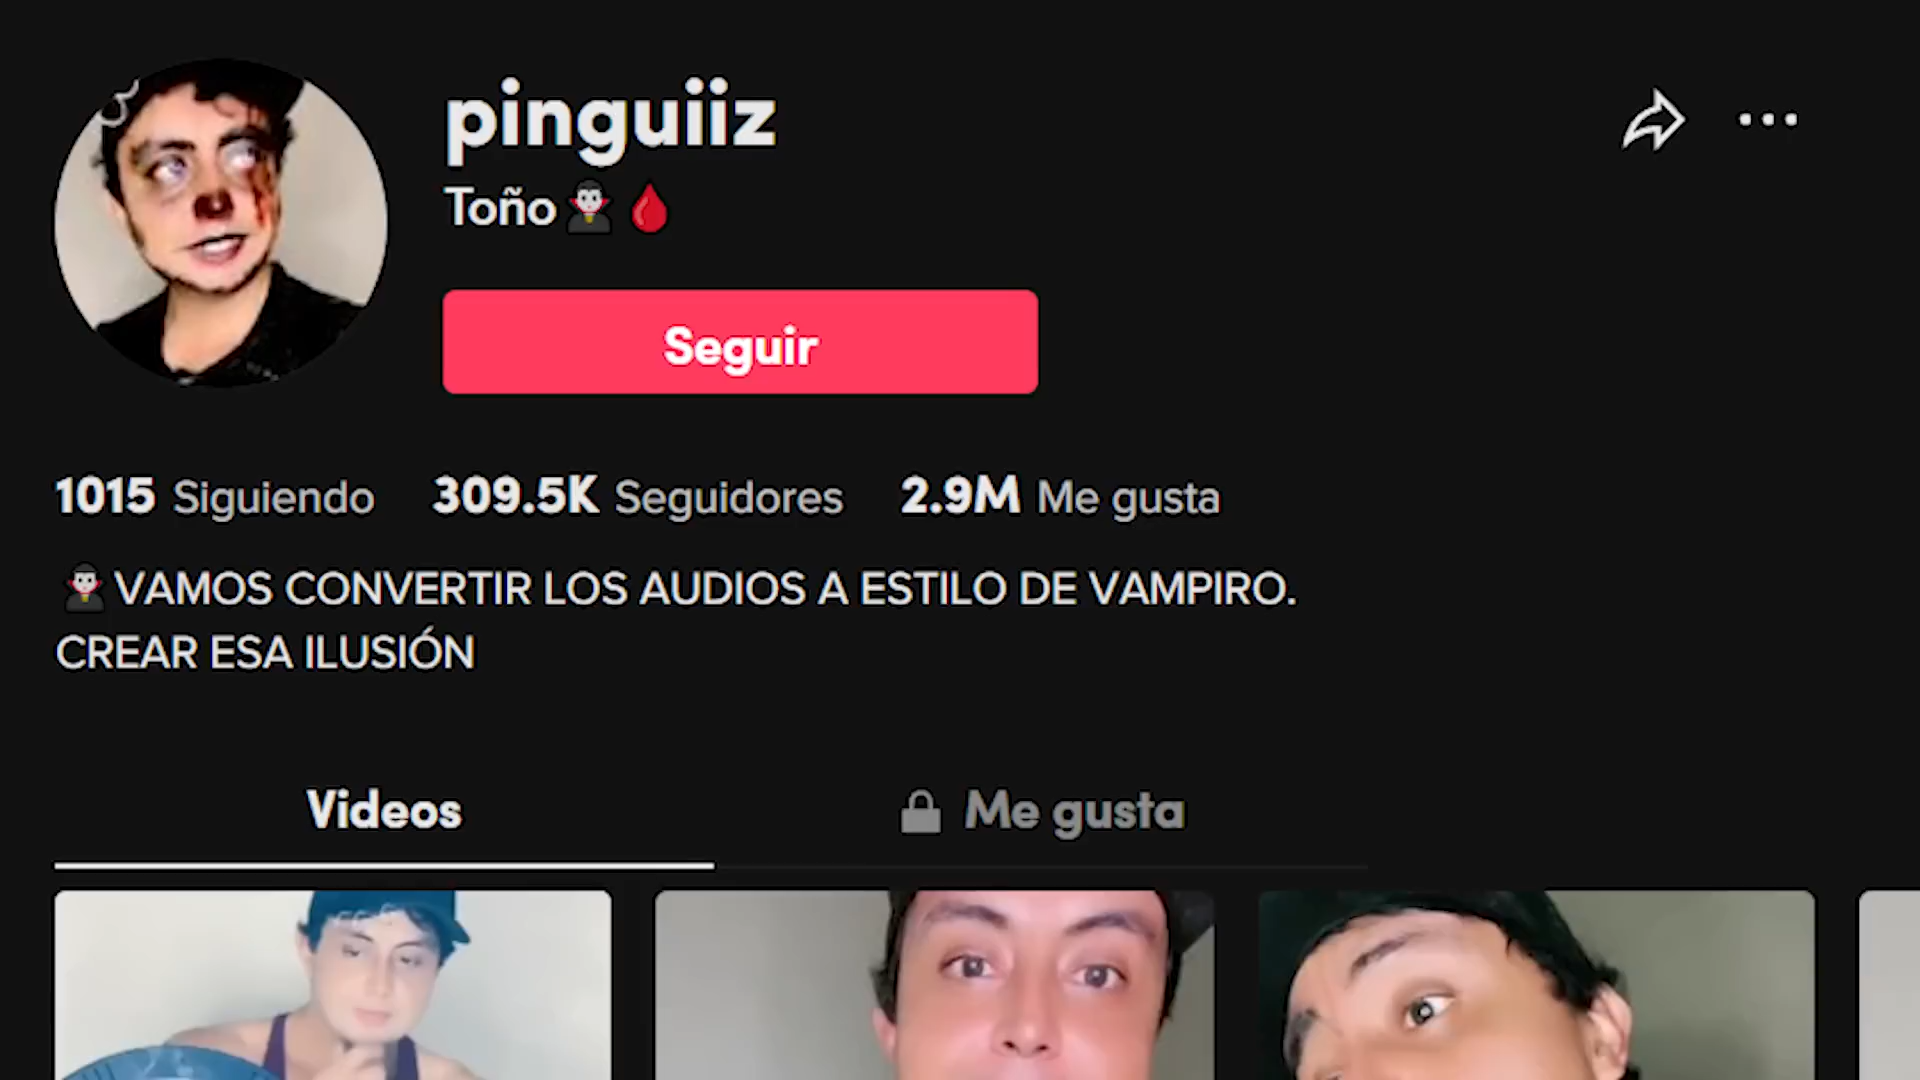 pinguiiz
Toño🧛🏻‍♂️🩸
Seguir
1015 Siguiendo 309.5K Seguidores 2.9M Me gusta
🧛🏻‍♂️VAMOS CONVERTIR LOS AUDIOS A ESTILO DE VAMPIRO.
CREAR ESA ILUSIÓN
Videos Me gusta